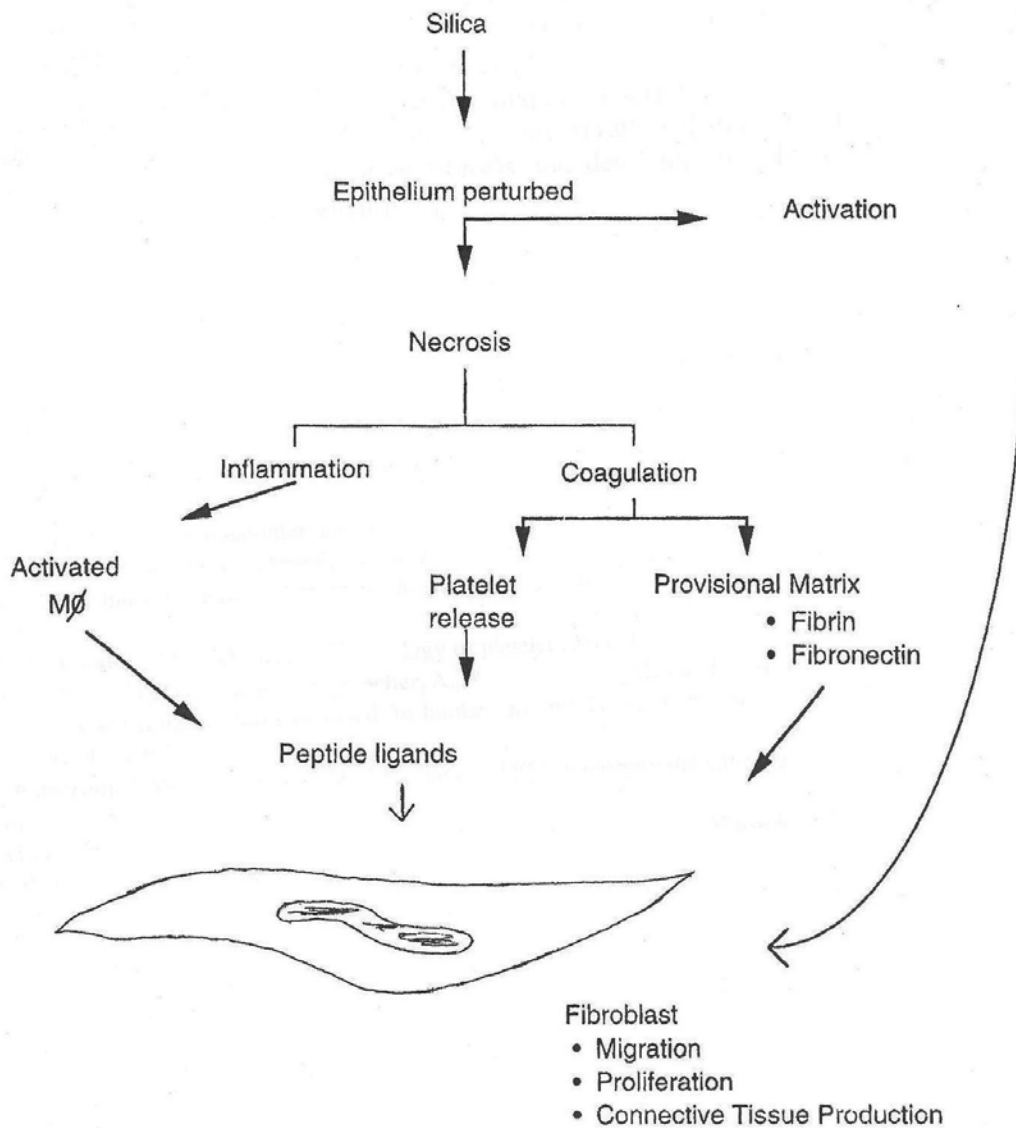 Silica
Epithelium perturbed
Activation
Necrosis
Inflammation
Coagulation
Activated
MØ
Platelet
release
Provisional Matrix
• Fibrin
• Fibronectin
Peptide ligands
Fibroblast
• Migration
• Proliferation
• Connective Tissue Production